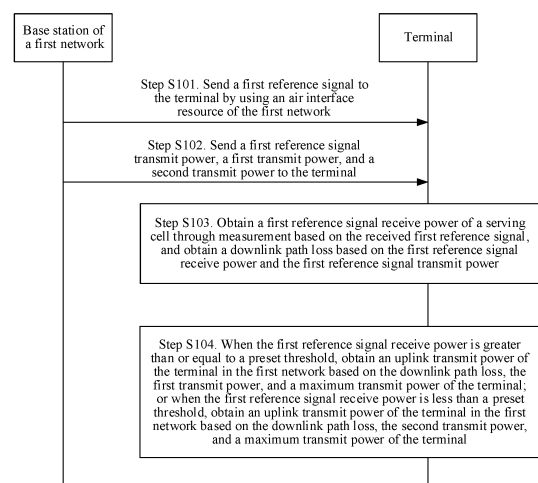 Base station of
a first network
Terminal
Step S101. Send a first reference signal to
the terminal by using an air interface
resource of the first network
Step S102. Send a first reference signal
transmit power, a first transmit power, and a
second transmit power to the terminal
Step S103. Obtain a first reference signal receive power of a serving
cell through measurement based on the received first reference signal,
and obtain a downlink path loss based on the first reference signal
receive power and the first reference signal transmit power
Step S104. When the first reference signal receive power is greater
than or equal to a preset threshold, obtain an uplink transmit power of
the terminal in the first network based on the downlink path loss, the
first transmit power, and a maximum transmit power of the terminal;
or when the first reference signal receive power is less than a preset
threshold, obtain an uplink transmit power of the terminal in the first
network based on the downlink path loss, the second transmit power,
and a maximum transmit power of the terminal